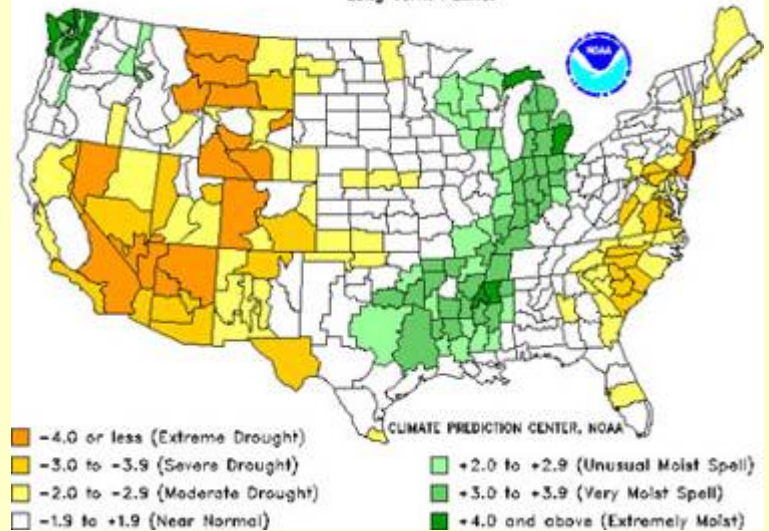 NOAA
CLIMATE PREDICTION CENTER, NOAA
-4.0 or less (Extreme Drought)
-3.0 to -3.9 (Severe Drought)
-2.0 to -2.9 (Moderate Drought)
-1.9 to +1.9 (Near Normal)
+2.0 to +2.9 (Unusual Moist Spell)
+3.0 to +3.9 (Very Moist Spell)
+4.0 and above (Extremely Moist)